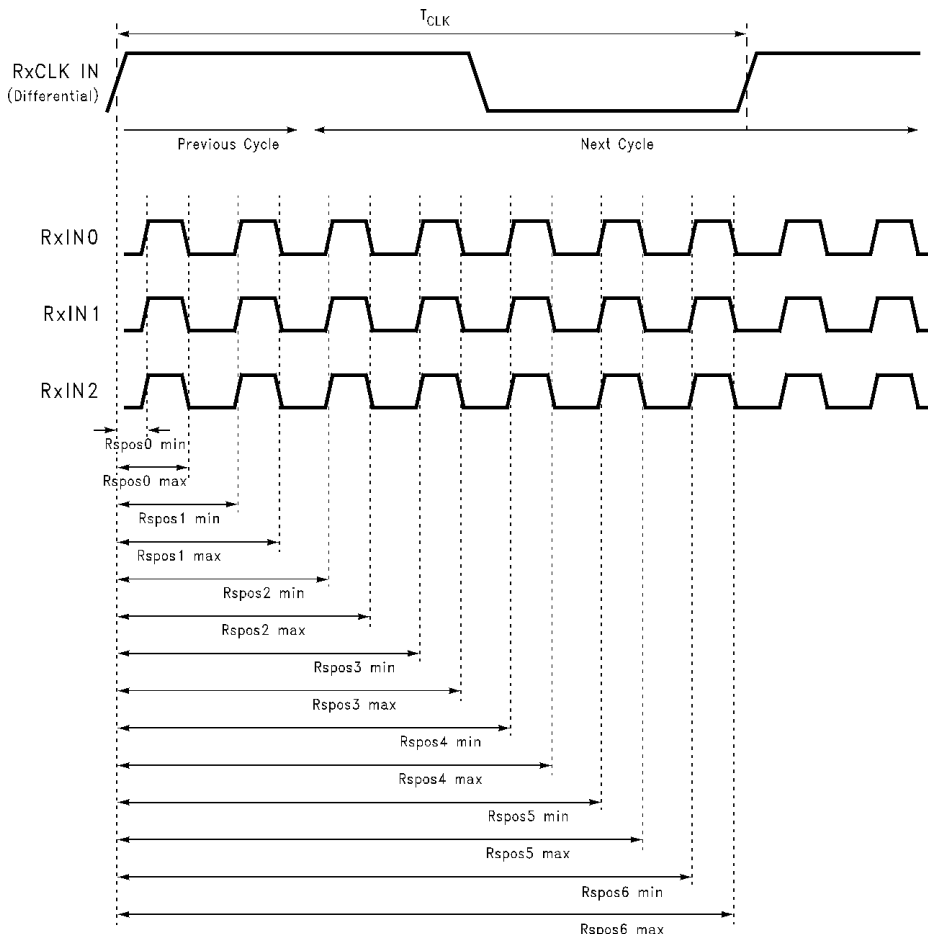 TCLK
RxCLK IN
(Differential)
Previous Cycle
Next Cycle
RxIN0
RxIN1
RxIN2
Rspos0 min
Rspos0 max
Rspos1 min
Rspos1 max
Rspos2 min
Rspos2 max
Rspos3 min
Rspos3 max
Rspos4 min
Rspos4 max
Rspos5 min
Rspos5 max
Rspos6 min
Rspos6 max